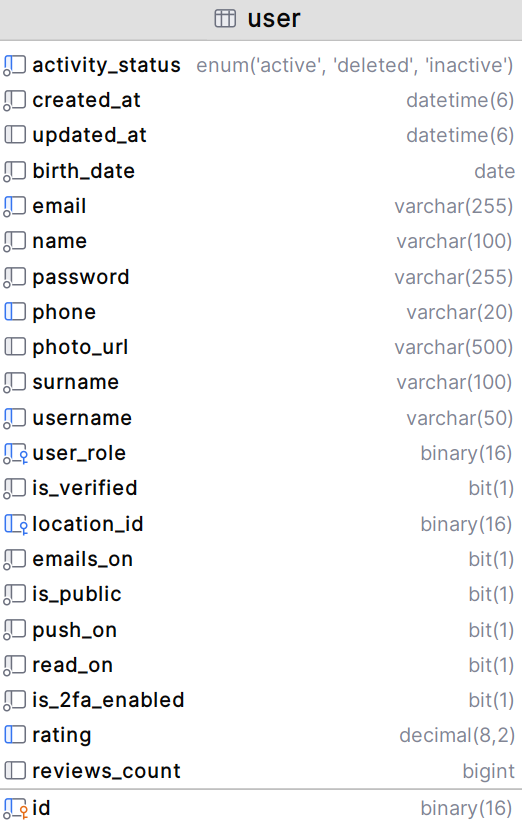 user
activity_status enum('active', 'deleted', 'inactive')
created_at datetime(6)
updated_at datetime(6)
birth_date date
email varchar(255)
name varchar(100)
password varchar(255)
phone varchar(20)
photo_url varchar(500)
surname varchar(100)
username varchar(50)
user_role binary(16)
is_verified bit(1)
location_id binary(16)
emails_on bit(1)
is_public bit(1)
push_on bit(1)
read_on bit(1)
is_2fa_enabled bit(1)
rating decimal(8,2)
reviews_count bigint
id binary(16)